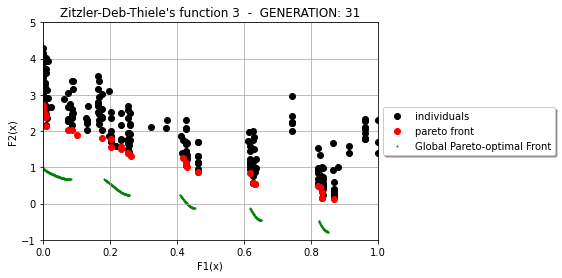 Zitzler-Deb-Thiele's function 3 - GENERATION: 31
5
4
3
2
1
0
−1
F2(x)
0.0 0.2 0.4 0.6 0.8 1.0
F1(x)
individuals
pareto front
Global Pareto-optimal Front